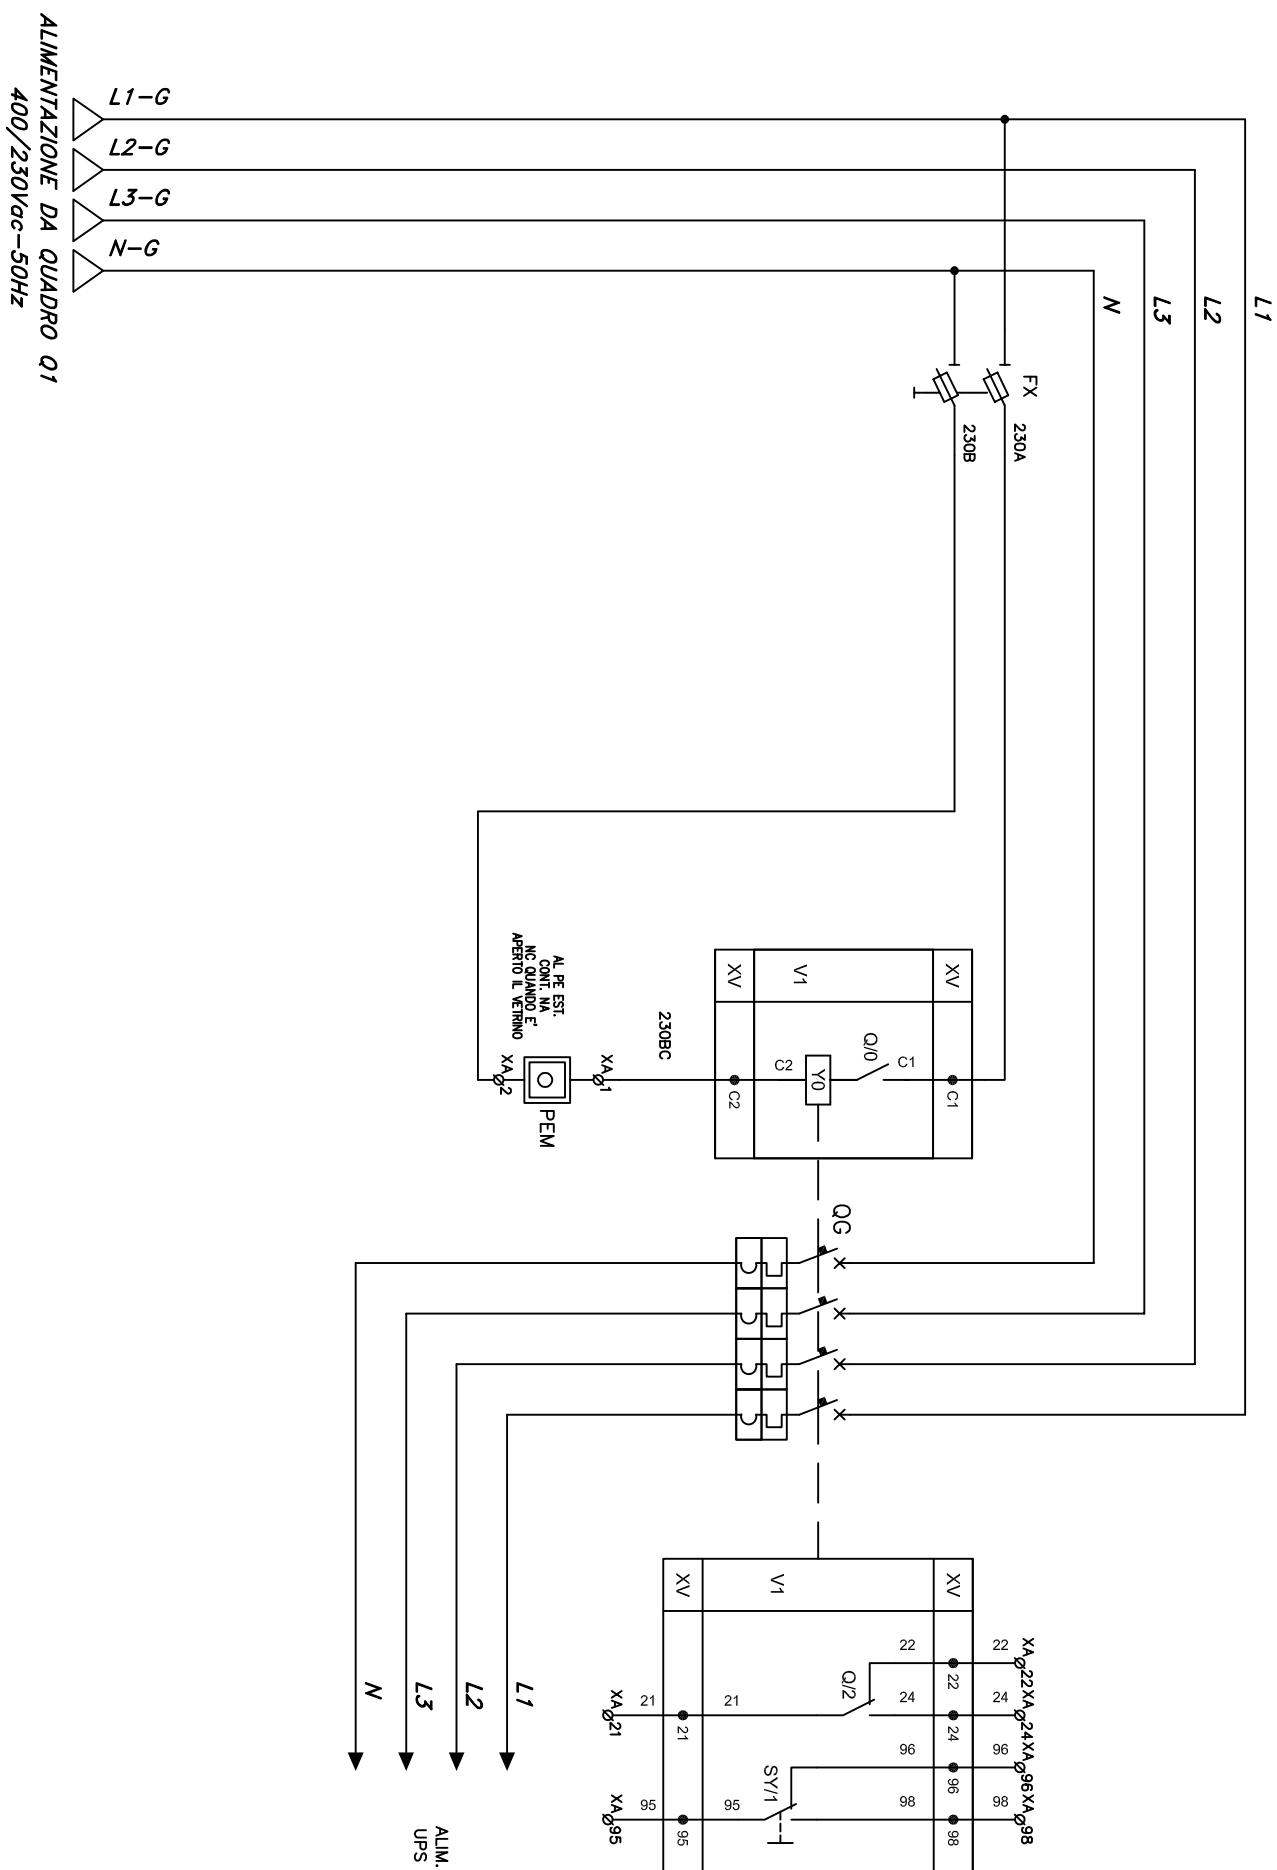 ALIMENTAZIONE DA QUADRO Q1
400/230Vac-50Hz
L1-G
L2-G
L3-G
N-G
L1
L2
L3
N
FX
230A
230B
XV
V1
XV
C1
C1
Q/0
Y0
C2
C2
230BC
XA
1
PEM
XA
2
AL PE EST.
CONT. NA
NC QUANDO E'
APERTO IL VETRINO
QG
XV
V1
XV
XA
22
22
22
22
XA
24
24
24
24
XA
96
96
96
96
XA
98
98
98
98
Q/2
SY/1
21
21
21
XA
21
95
95
95
XA
95
L1
L2
L3
N
ALIM.
UPS